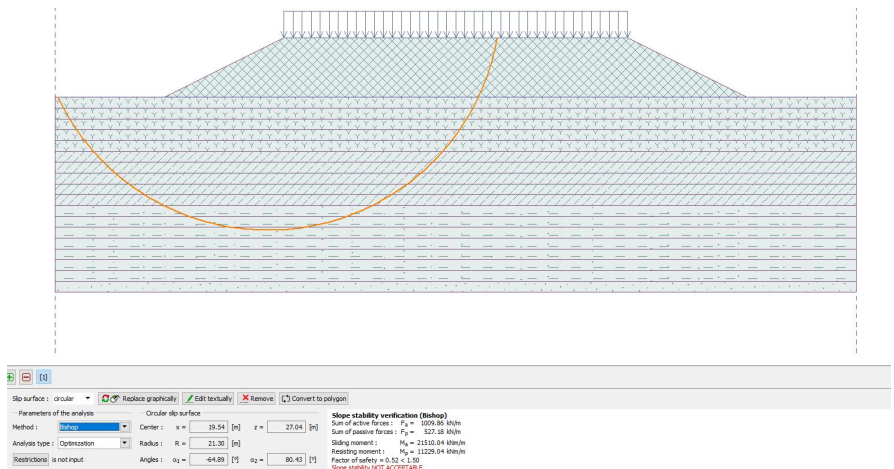 [1]
Slip surface : circular Replace graphically Edit textually Remove Convert to polygon
Parameters of the analysis
Method : Bishop
Analysis type : Optimization
Restrictions is not input
Circular slip surface
Center : x = 19.54 [m] z = 27.04 [m]
Radius : R = 21.30 [m]
Angles : α1 = -64.89 [°] α2 = 80.43 [°]
Slope stability verification (Bishop)
Sum of active forces : Fa = 1009.86 kN/m
Sum of passive forces : Fp = 527.18 kN/m
Sliding moment : Ma = 21510.04 kNm/m
Resisting moment : Mp = 11229.04 kNm/m
Factor of safety = 0.52 < 1.50
Slope stability NOT ACCEPTABLE